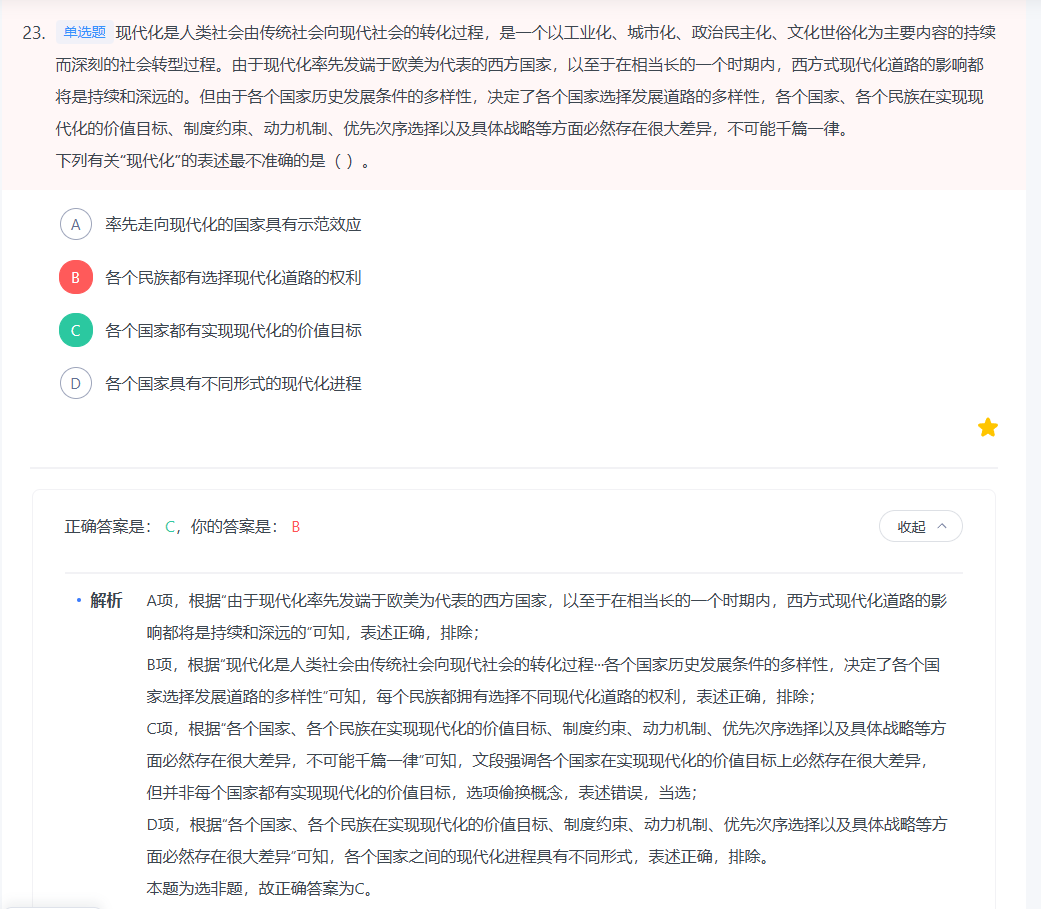 23. 单选题 现代化是人类社会由传统社会向现代社会的转化过程，是一个以工业化、城市化、政治民主化、文化世俗化为主要内容的持续
而深刻的社会转型过程。由于现代化率先发端于欧美为代表的西方国家，以至于在相当长的一个时期内，西方式现代化道路的影响都
将是持续和深远的。但由于各个国家历史发展条件的多样性，决定了各个国家选择发展道路的多样性，各个国家、各个民族在实现现
代化的价值目标、制度约束、动力机制、优先次序选择以及具体战略等方面必然存在很大差异，不可能千篇一律。
下列有关“现代化”的表述最不准确的是（ ）。
A 率先走向现代化的国家具有示范效应
B 各个民族都有选择现代化道路的权利
C 各个国家都有实现现代化的价值目标
D 各个国家具有不同形式的现代化进程
正确答案是： C，你的答案是： B
收起
解析 A项，根据“由于现代化率先发端于欧美为代表的西方国家，以至于在相当长的一个时期内，西方式现代化道路的影
响都将是持续和深远的”可知，表述正确，排除；
B项，根据“现代化是人类社会由传统社会向现代社会的转化过程…各个国家历史发展条件的多样性，决定了各个国
家选择发展道路的多样性”可知，每个民族都拥有选择不同现代化道路的权利，表述正确，排除；
C项，根据“各个国家、各个民族在实现现代化的价值目标、制度约束、动力机制、优先次序选择以及具体战略等方
面必然存在很大差异，不可能千篇一律”可知，文段强调各个国家在实现现代化的价值目标上必然存在很大差异，
但并非每个国家都有实现现代化的价值目标，选项偷换概念，表述错误，当选；
D项，根据“各个国家、各个民族在实现现代化的价值目标、制度约束、动力机制、优先次序选择以及具体战略等方
面必然存在很大差异”可知，各个国家之间的现代化进程具有不同形式，表述正确，排除。
本题为选非题，故正确答案为C。